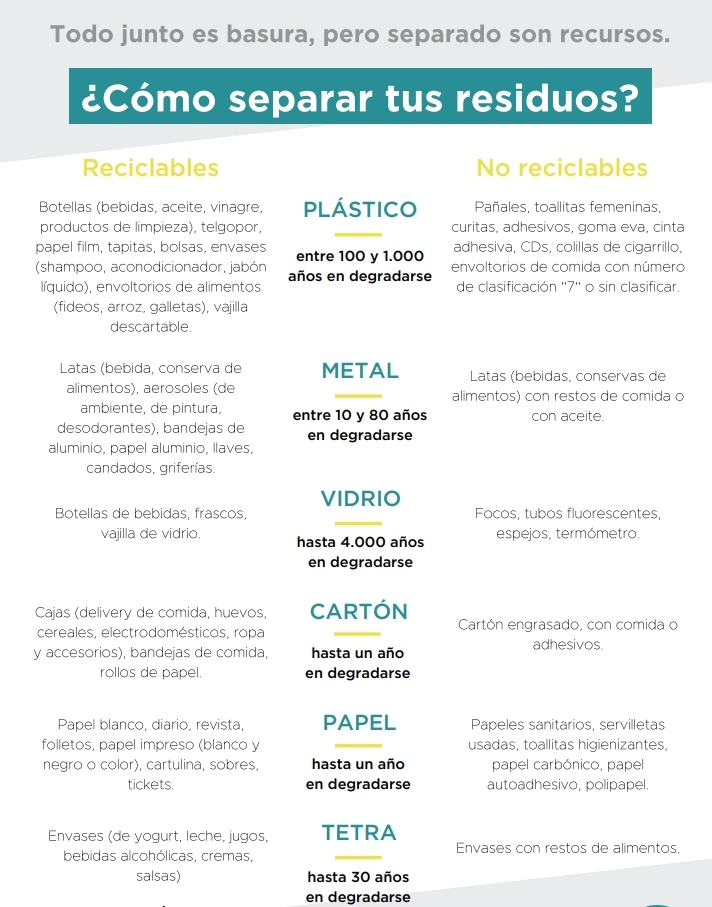 Todo junto es basura, pero separado son recursos.
¿Cómo separar tus residuos?
Reciclables
No reciclables
Botellas (bebidas, aceite, vinagre,
productos de limpieza), telgopor,
papel film, tapitas, bolsas, envases
(shampoo, aconodicionador, jabón
líquido), envoltorios de alimentos
(fideos, arroz, galletas), vajilla
descartable.
PLÁSTICO
entre 100 y 1.000
años en degradarse
Pañales, toallitas femeninas,
curitas, adhesivos, goma eva, cinta
adhesiva, CDs, colillas de cigarrillo,
envoltorios de comida con número
de clasificación "7" o sin clasificar.
Latas (bebida, conserva de
alimentos), aerosoles (de
ambiente, de pintura,
desodorantes), bandejas de
aluminio, papel aluminio, llaves,
candados, griferías.
METAL
entre 10 y 80 años
en degradarse
Latas (bebidas, conservas de
alimentos) con restos de comida o
con aceite.
Botellas de bebidas, frascos,
vajilla de vidrio.
VIDRIO
hasta 4.000 años
en degradarse
Focos, tubos fluorescentes,
espejos, termómetro.
Cajas (delivery de comida, huevos,
cereales, electrodomésticos, ropa
y accesorios), bandejas de comida,
rollos de papel.
CARTÓN
hasta un año
en degradarse
Cartón engrasado, con comida o
adhesivos.
Papel blanco, diario, revista,
folletos, papel impreso (blanco y
negro o color), cartulina, sobres,
tickets.
PAPEL
hasta un año
en degradarse
Papeles sanitarios, servilletas
usadas, toallitas higienizantes,
papel carbónico, papel
autoadhesivo, polipapel.
Envases (de yogurt, leche, jugos,
bebidas alcohólicas, cremas,
salsas)
TETRA
hasta 30 años
en degradarse
Envases con restos de alimentos.